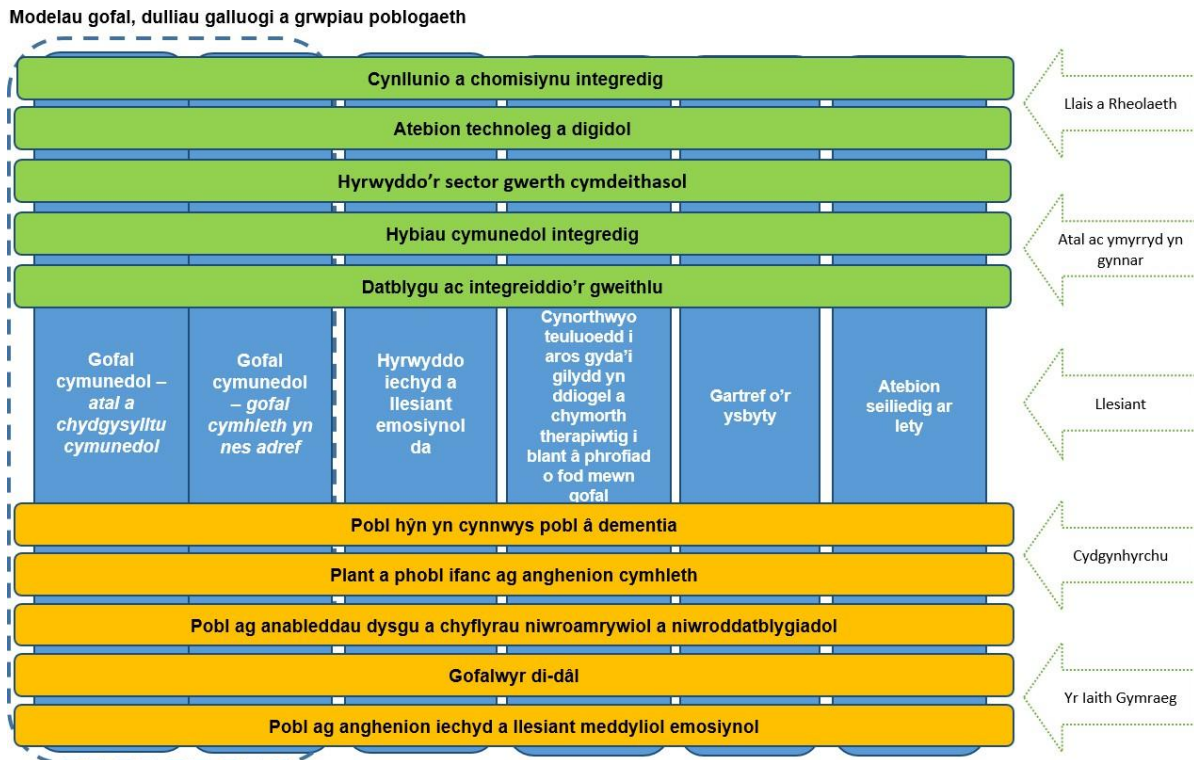 Modelau gofal, dulliau galluogi a grwpiau poblogaeth
Cynllunio a chomisiynu integredig
Atebion technoleg a digidol
Hyrwyddo'r sector gwerth cymdeithasol
Hybiau cymunedol integredig
Datblygu ac integreiddio'r gweithlu
Gofal
cymunedol –
atal a
chydgysylltu
cymunedol
Gofal
cymunedol
– gofal
cymhleth yn
nes adref
Hyrwyddo
iechyd a
llesiant
emosiynol
da
Cynorthwyo
teuluoedd i
aros gyda'i
gilydd yn
ddiogel a
chymorth
therapiwtig i
blant â phrofiad
o fod mewn
gofal
Gartref o'r
ysbyty
Atebion
seiliedig ar
lety
Pobl hŷn yn cynnwys pobl â dementia
Plant a phobl ifanc ag anghenion cymhleth
Pobl ag anableddau dysgu a chyflyrau niwroamrywiol a niwroddatblygiadol
Gofalwyr di-dâl
Pobl ag anghenion iechyd a llesiant meddyliol emosiynol
Llais a Rheolaeth
Atal ac ymyrryd yn
gynnar
Llesiant
Cydgynhyrchu
Yr Iaith Gymraeg